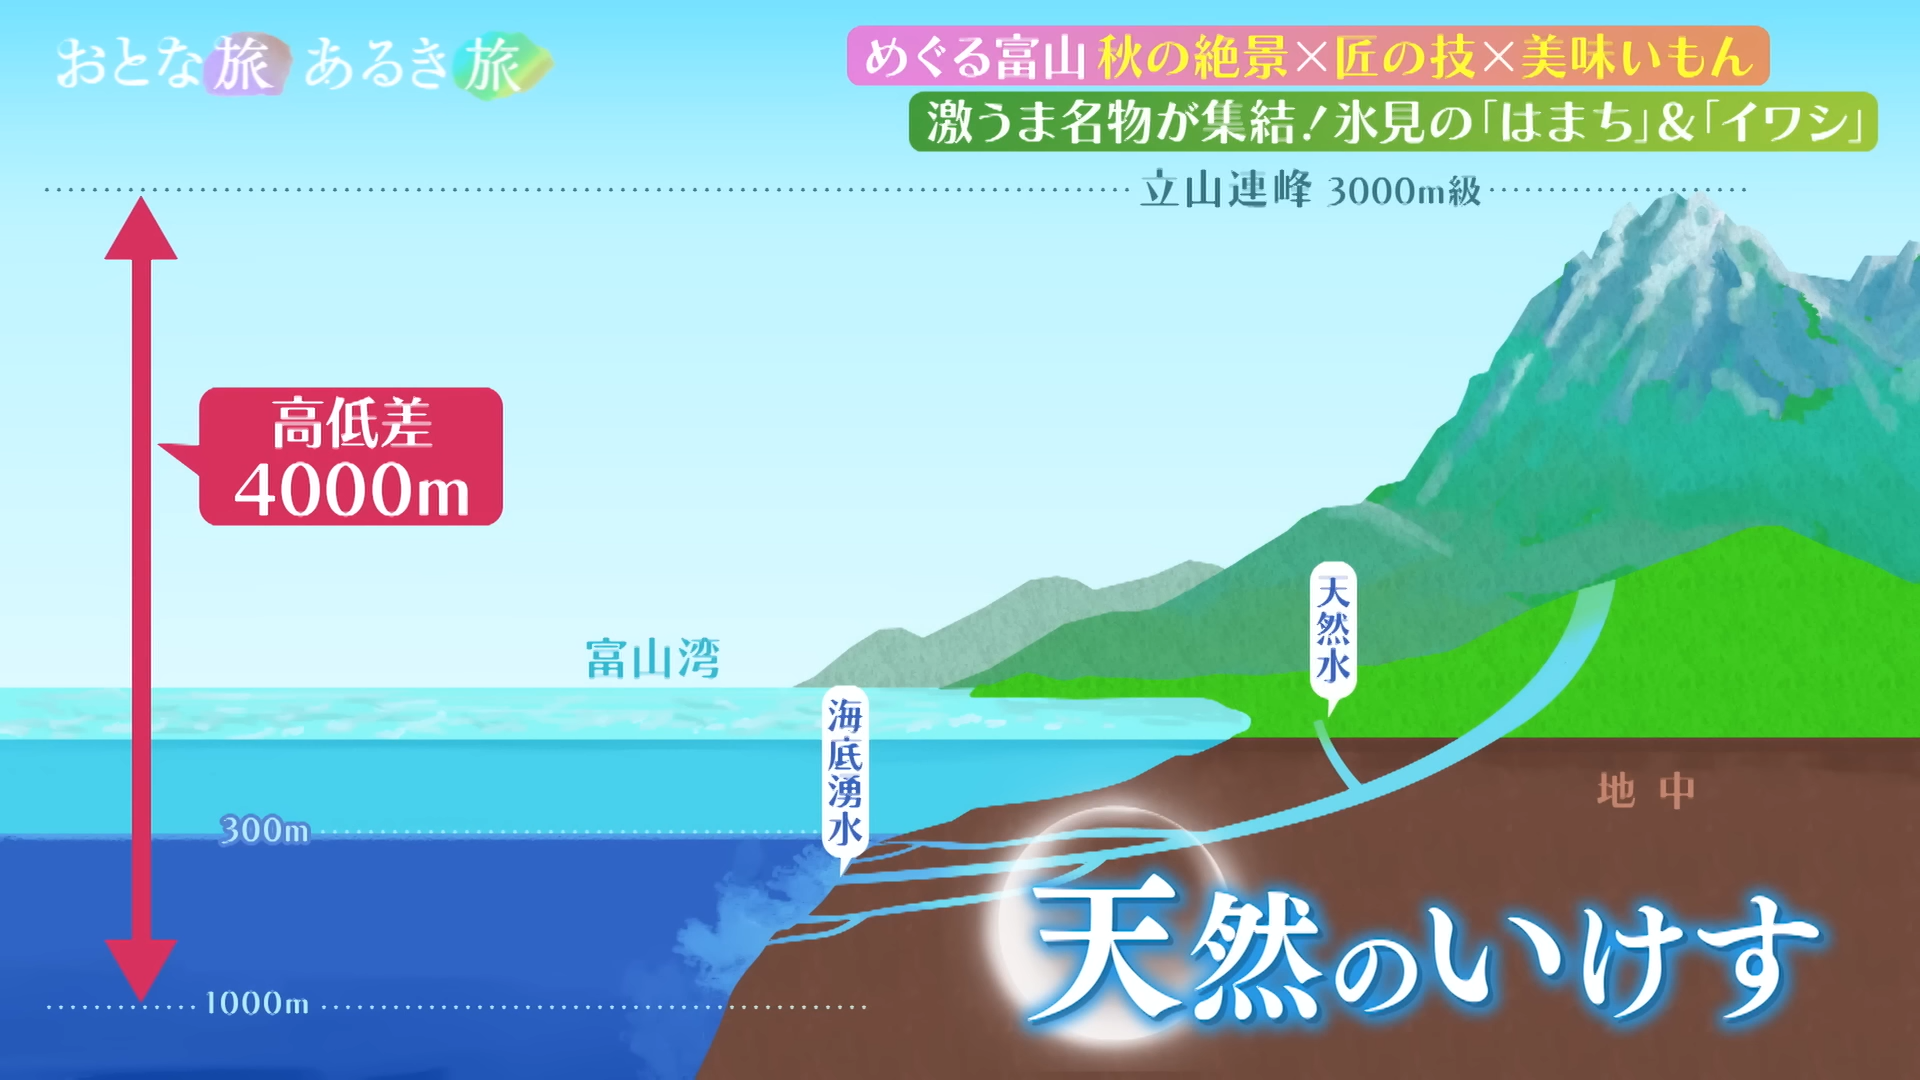 おとな旅 あるき旅
めぐる富山 秋の絶景×匠の技×美味いもん
激うま名物が集結！氷見の「はまち」&「イワシ」
立山連峰 3000m級
高低差
4000m
富山湾
天然水
海底湧水
地中
300m
天然のいけす
1000m